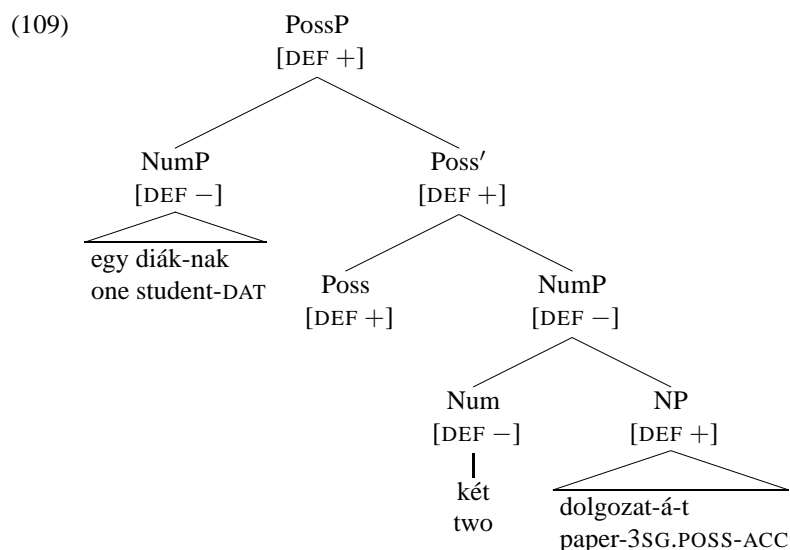 (109) PossP
[DEF +]
NumP Poss′
[DEF −] [DEF +]
egy diák-nak
one student-DAT
Poss NumP
[DEF +] [DEF −]
Num NP
[DEF −] [DEF +]
két
two
dolgozat-á-t
paper-3SG.POSS-ACC